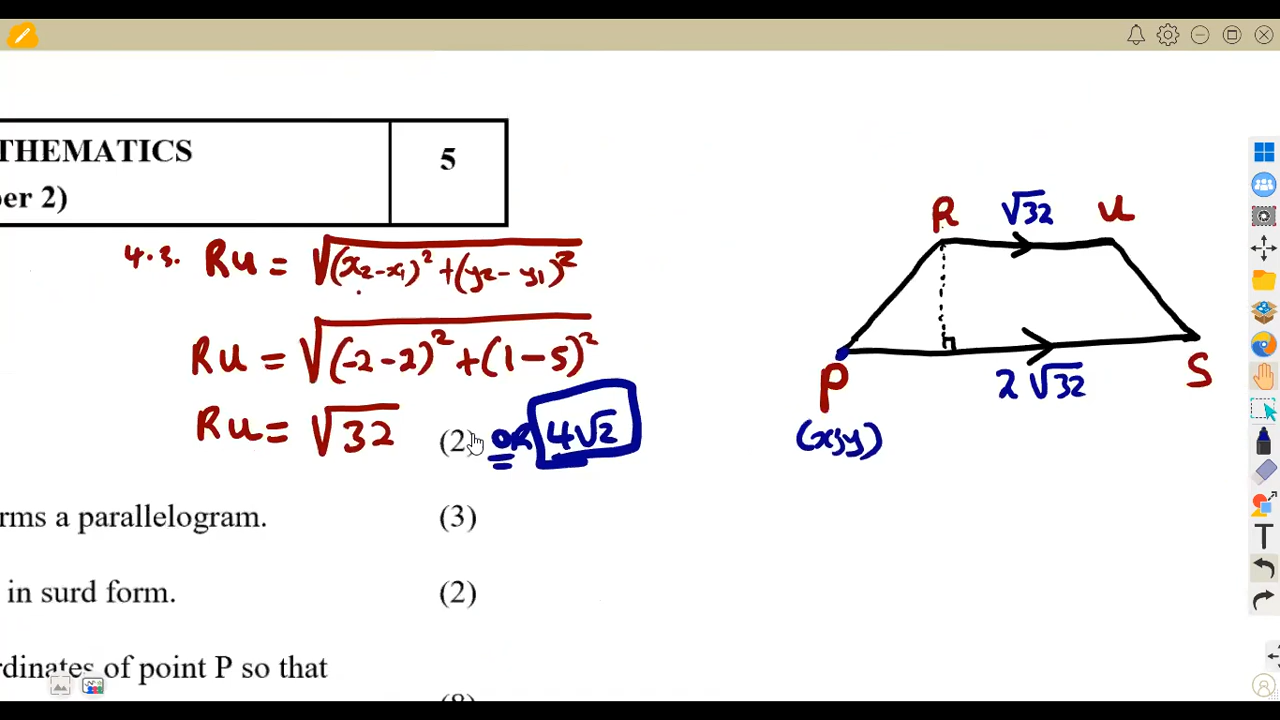 THEMATICS
5
er 2)
4.3. Ru = √(x₂-x₁)² + (y₂-y₁)²
Ru = √(-2-2)² + (1-5)²
Ru = √32 (2) OR 4√2
rms a parallelogram. (3)
in surd form. (2)
rdinates of point P so that
(8)
R √32 U
P 2√32 S
(x;y)
T